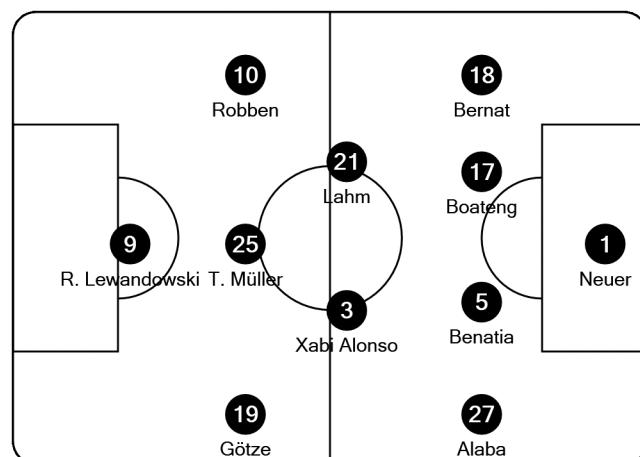 10
Robben
18
Bernat
21
Lahm
17
Boateng
9
R. Lewandowski
25
T. Müller
1
Neuer
3
Xabi Alonso
5
Benatia
19
Götze
27
Alaba